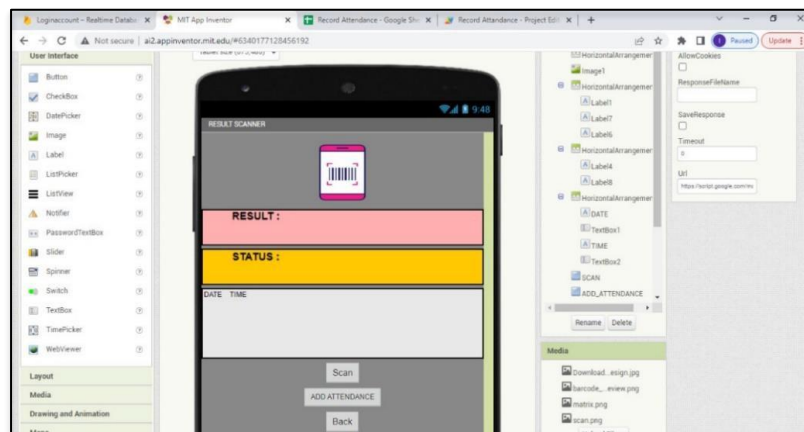 Loginaccount – Realtime Databa
MIT App Inventor
Record Attendance - Google She
Record Attandance - Project Edit
Not secure
ai2.appinventor.mit.edu/#6340177128456192
Paused
Update
User Interface
Button
CheckBox
DatePicker
Image
Label
ListPicker
ListView
Notifier
PasswordTextBox
Slider
Spinner
Switch
TextBox
TimePicker
WebViewer
Layout
Media
Drawing and Animation
Maps
9:48
RESULT SCANNER
RESULT :
STATUS :
DATE TIME
Scan
ADD ATTENDANCE
Back
HorizontalArrangemer
Image1
HorizontalArrangemer
Label1
Label7
Label6
HorizontalArrangemer
Label4
Label8
HorizontalArrangemer
DATE
TextBox1
TIME
TextBox2
SCAN
ADD_ATTENDANCE
Rename Delete
Media
Download...esign.jpg
barcode_...eview.png
matrix.png
scan.png
AllowCookies
ResponseFileName
SaveResponse
Timeout
0
Url
https://script.google.com/m